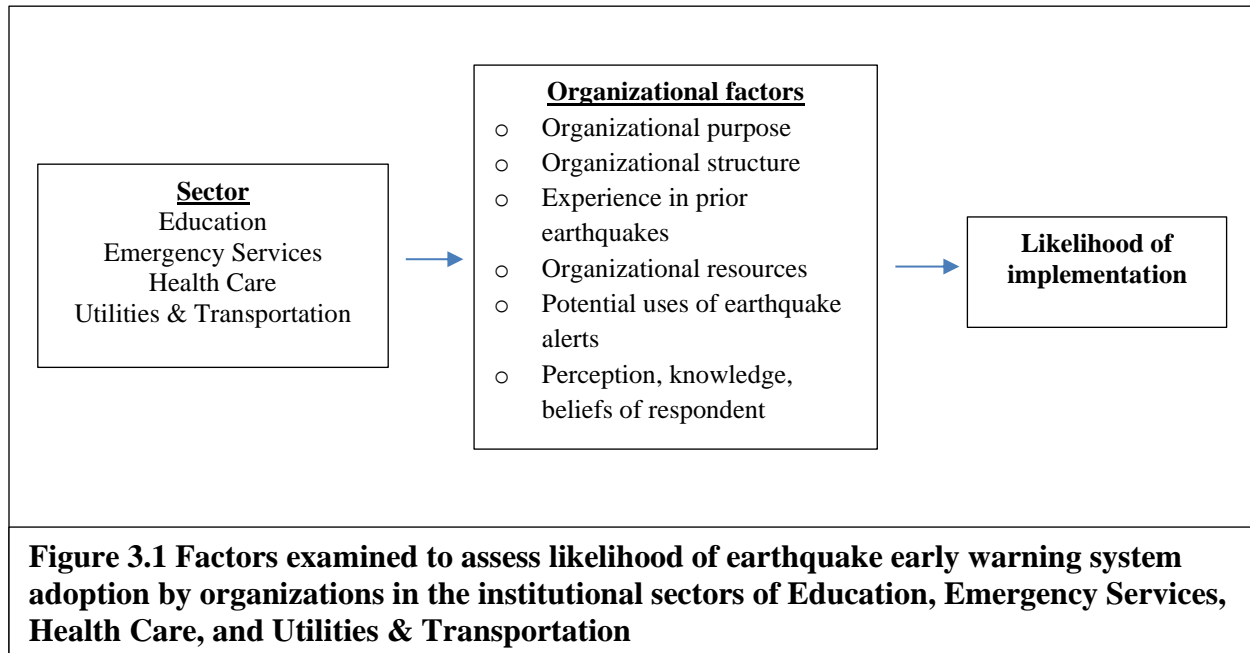 Sector
Education
Emergency Services
Health Care
Utilities & Transportation
Organizational factors
o Organizational purpose
o Organizational structure
o Experience in prior
earthquakes
o Organizational resources
o Potential uses of earthquake
alerts
o Perception, knowledge,
beliefs of respondent
Likelihood of
implementation
Figure 3.1 Factors examined to assess likelihood of earthquake early warning system
adoption by organizations in the institutional sectors of Education, Emergency Services,
Health Care, and Utilities & Transportation